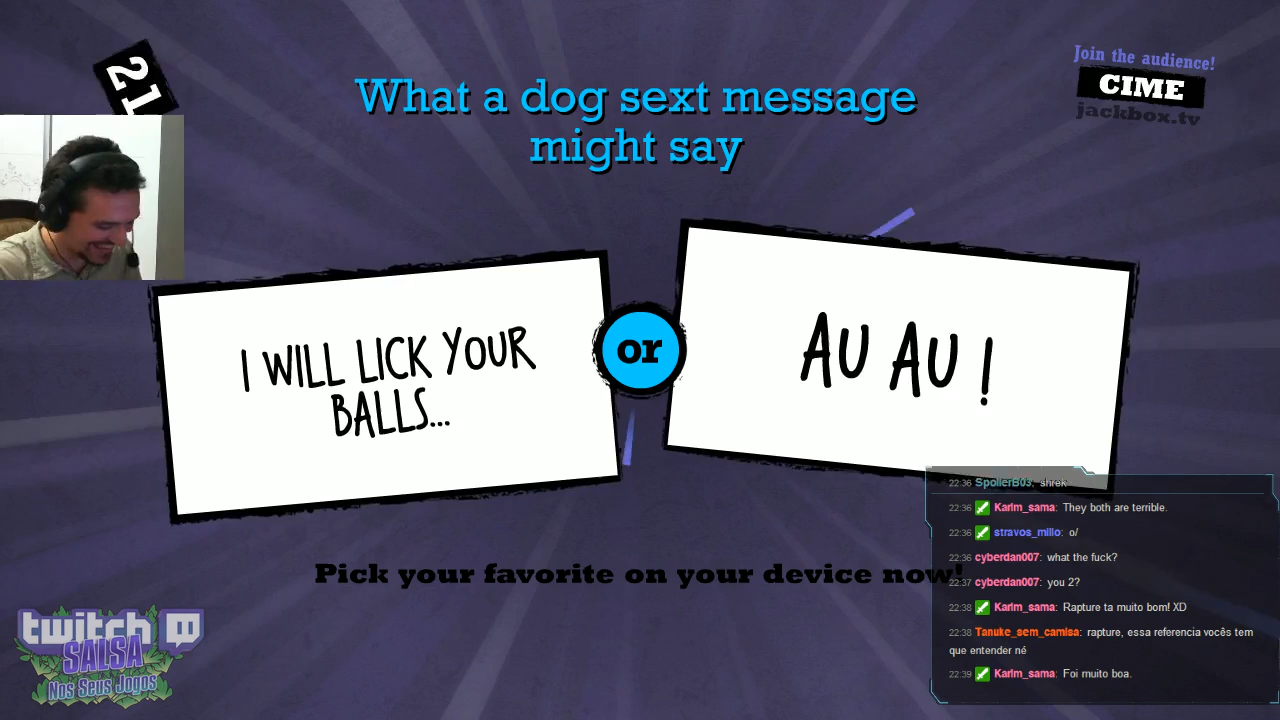 21
What a dog sext message
might say
Join the audience!
CIME
jackbox.tv
I WILL LICK YOUR
BALLS...
or
AU AU !
Pick your favorite on your device now!
22:36 SpoilerB03: shrek
22:36 Karim_sama: They both are terrible.
22:36 stravos_millo: o/
22:36 cyberdan007: what the fuck?
22:37 cyberdan007: you 2?
22:38 Karim_sama: Rapture ta muito bom! XD
22:38 Tanuke_sem_camisa: rapture, essa referencia vocês tem
que entender né
22:39 Karim_sama: Foi muito boa.
twitch
SALSA
Nos Seus Jogos